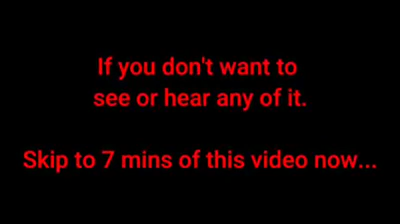 If you don't want to
see or hear any of it.
Skip to 7 mins of this video now...